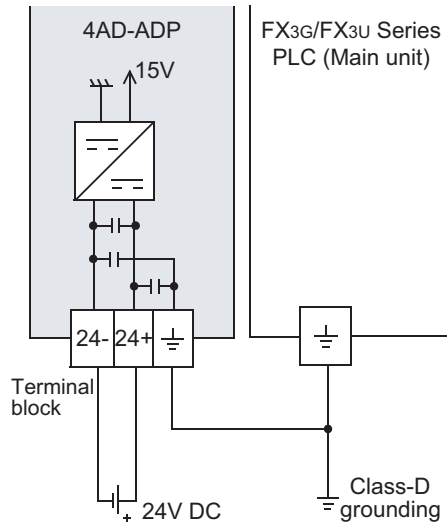 4AD-ADP
FX3G/FX3U Series
PLC (Main unit)
15V
24-
24+
Terminal
block
24V DC
+
Class-D
grounding